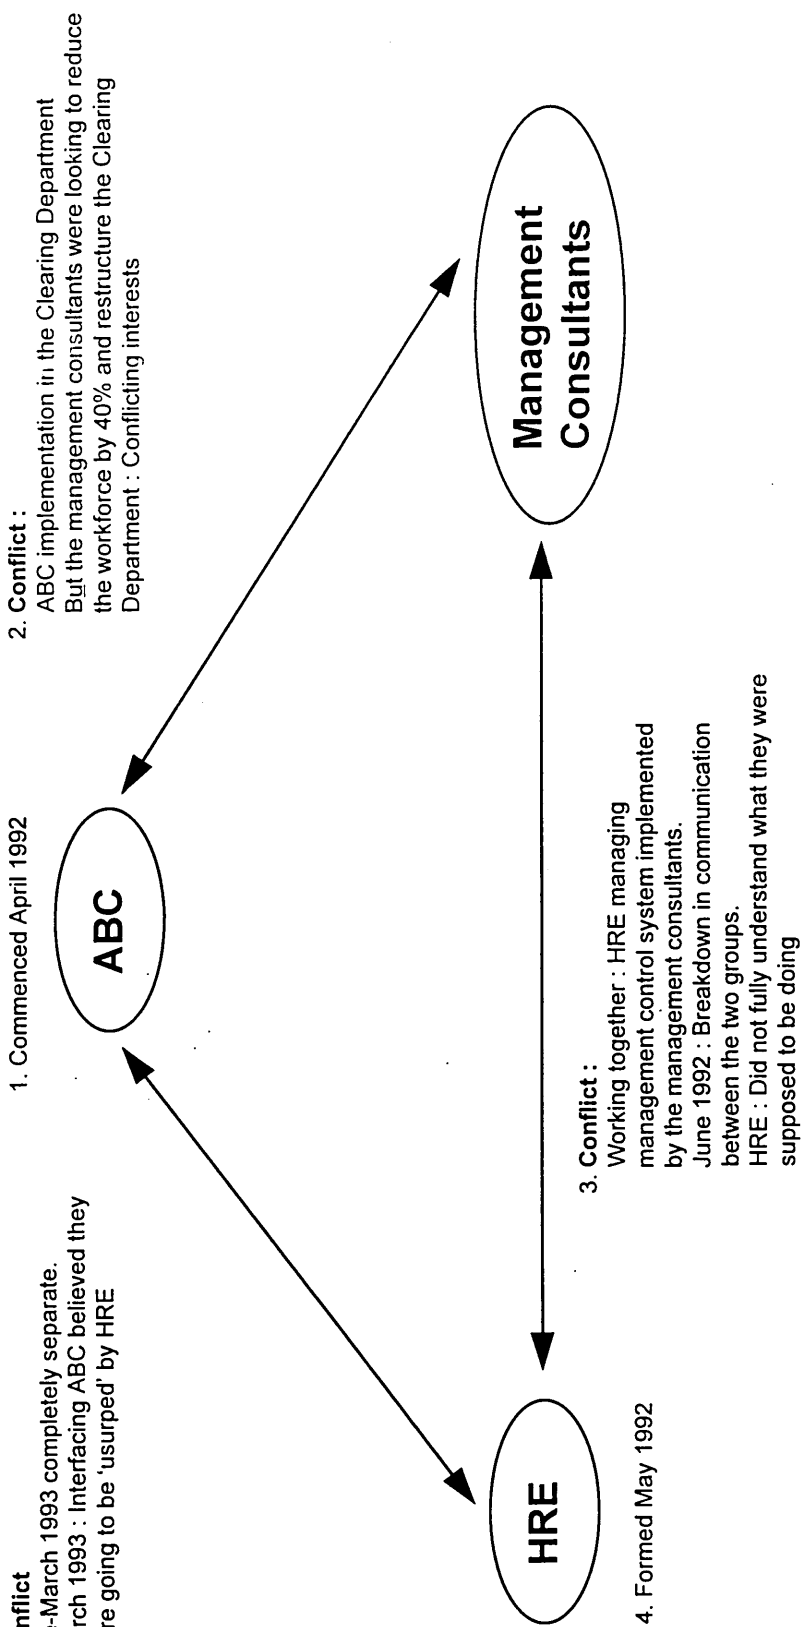 nflict
-March 1993 completely separate.
rch 1993 : Interfacing ABC believed they
re going to be 'usurped' by HRE
1. Commenced April 1992
ABC
2. Conflict :
ABC implementation in the Clearing Department
But the management consultants were looking to reduce
the workforce by 40% and restructure the Clearing
Department : Conflicting interests
HRE
4. Formed May 1992
3. Conflict :
Working together : HRE managing
management control system implemented
by the management consultants.
June 1992 : Breakdown in communication
between the two groups.
HRE : Did not fully understand what they were
supposed to be doing
Management
Consultants